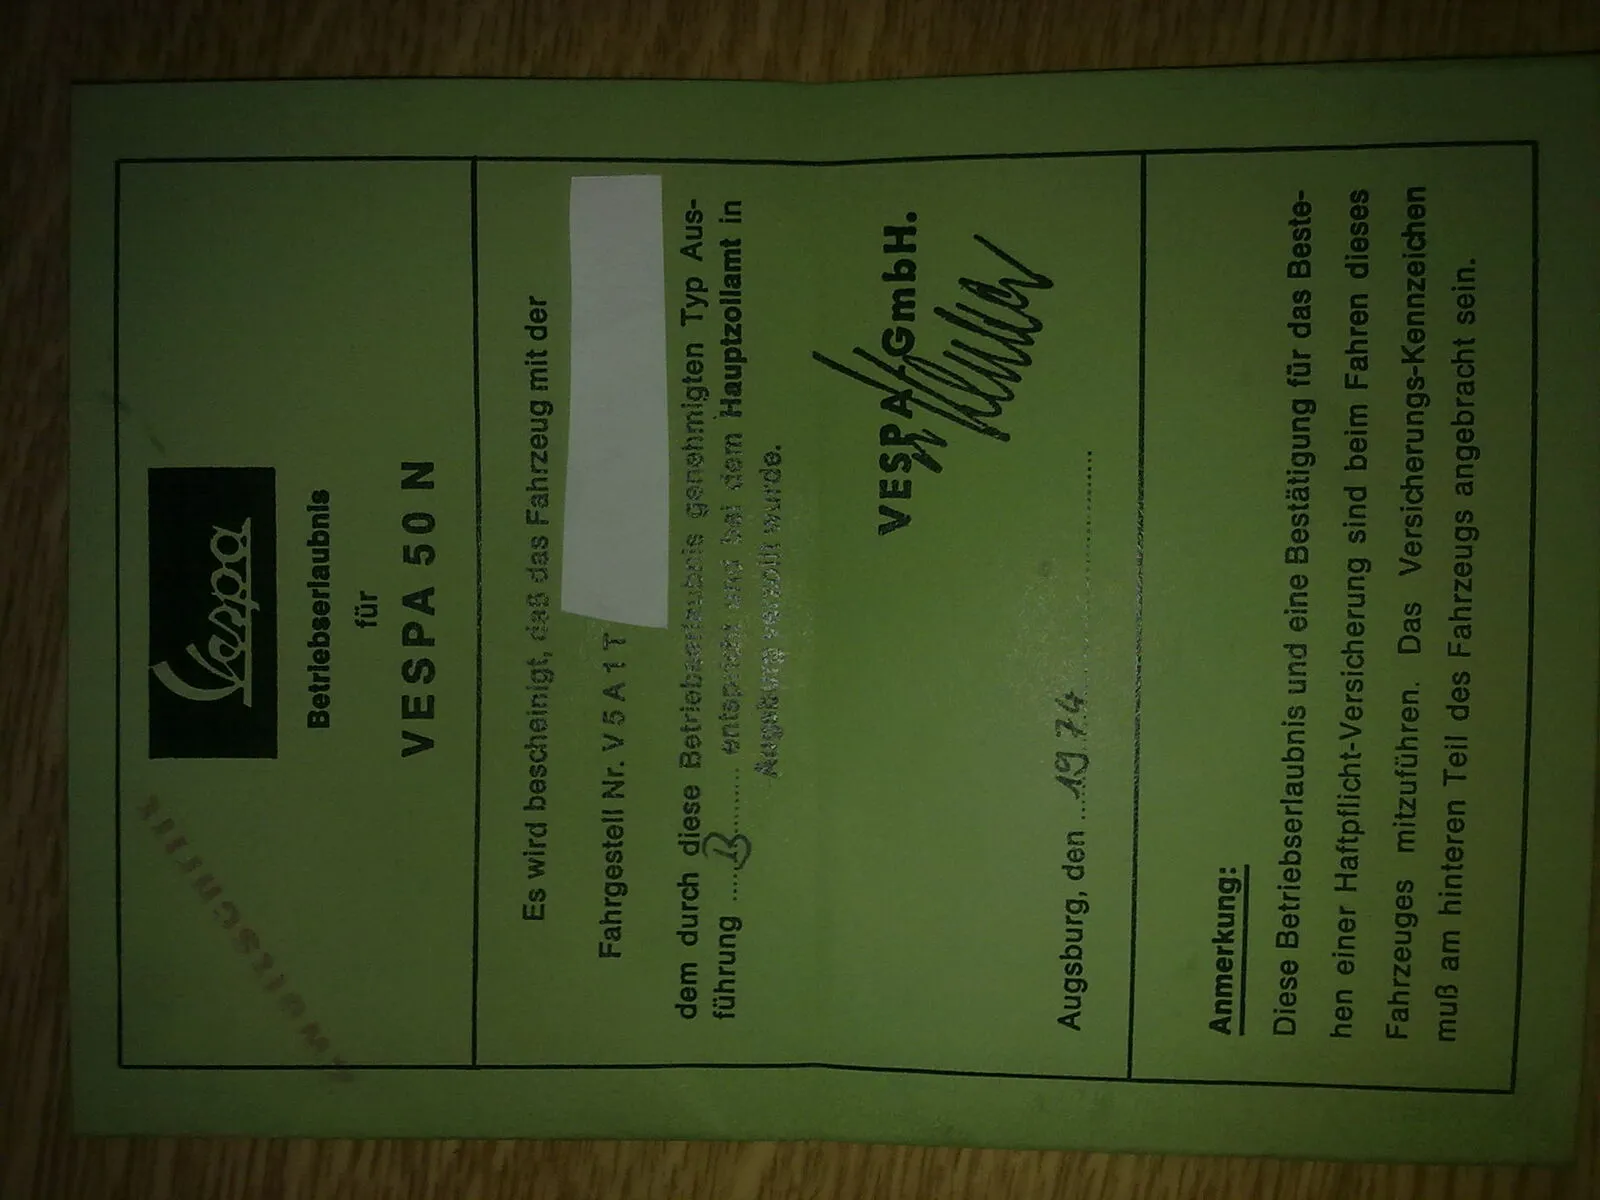 Vespa
Betriebserlaubnis
für
VESPA 50 N
Es wird bescheinigt, daß das Fahrzeug mit der
Fahrgestell Nr. V5A1T
dem durch diese Betriebserlaubnis genehmigten Typ Aus-
führung ....B........ entspricht und bei dem Hauptzollamt in
Augsburg verzollt wurde.
VESPA GmbH.
Augsburg, den ....1974....................
Anmerkung:
Diese Betriebserlaubnis und eine Bestätigung für das Beste-
hen einer Haftpflicht-Versicherung sind beim Fahren dieses
Fahrzeuges mitzuführen. Das Versicherungs-Kennzeichen
muß am hinteren Teil des Fahrzeugs angebracht sein.